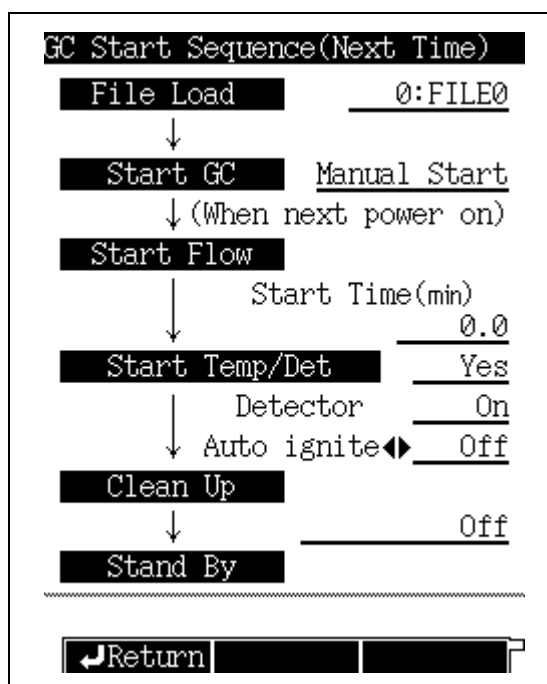 GC Start Sequence(Next Time)
File Load 0:FILE0
↓
Start GC Manual Start
↓(When next power on)
Start Flow
Start Time(min)
↓ 0.0
Start Temp/Det Yes
Detector On
↓ Auto ignite◀▶ Off
Clean Up
↓ Off
Stand By
↵Return